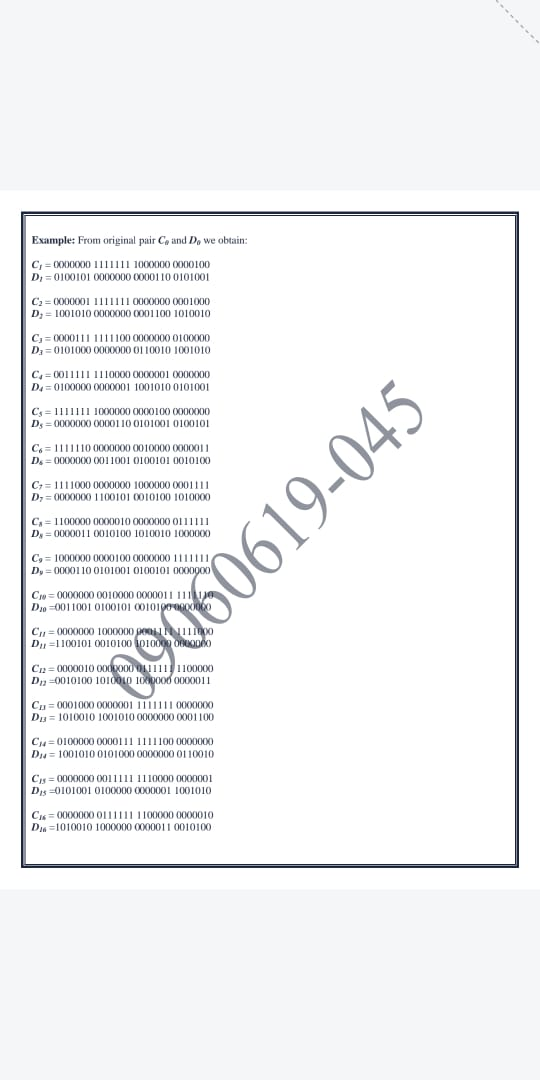 Example: From original pair C0 and D0 we obtain:
C1 = 0000000 1111111 1000000 0000100
D1 = 0100101 0000000 0000110 0101001
C2 = 0000001 1111111 0000000 0001000
D2 = 1001010 0000000 0001100 1010010
C3 = 0000111 1111100 0000000 0100000
D3 = 0101000 0000000 0110010 1001010
C4 = 0011111 1110000 0000001 0000000
D4 = 0100000 0000001 1001010 0101001
C5 = 1111111 1000000 0000100 0000000
D5 = 0000000 0000110 0101001 0100101
C6 = 1111110 0000000 0010000 0000011
D6 = 0000000 0011001 0100101 0010100
C7 = 1111000 0000000 1000000 0001111
D7 = 0000000 1100101 0010100 1010000
C8 = 1100000 0000010 0000000 0111111
D8 = 0000011 0010100 1010010 1000000
C9 = 1000000 0000100 0000000 1111111
D9 = 0000110 0101001 0100101 0000000
C10 = 0000000 0010000 0000011 1111110
D10 =0011001 0100101 0010100 0000000
C11 = 0000000 1000000 0001111 1111000
D11 =1100101 0010100 1010000 0000000
C12 = 0000010 0000000 0111111 1100000
D12 =0010100 1010010 1000000 0000011
C13 = 0001000 0000001 1111111 0000000
D13 = 1010010 1001010 0000000 0001100
C14 = 0100000 0000111 1111100 0000000
D14 = 1001010 0101000 0000000 0110010
C15 = 0000000 0011111 1110000 0000001
D15 =0101001 0100000 0000001 1001010
C16 = 0000000 0111111 1100000 0000010
D16 =1010010 1000000 0000011 0010100
09060619-045